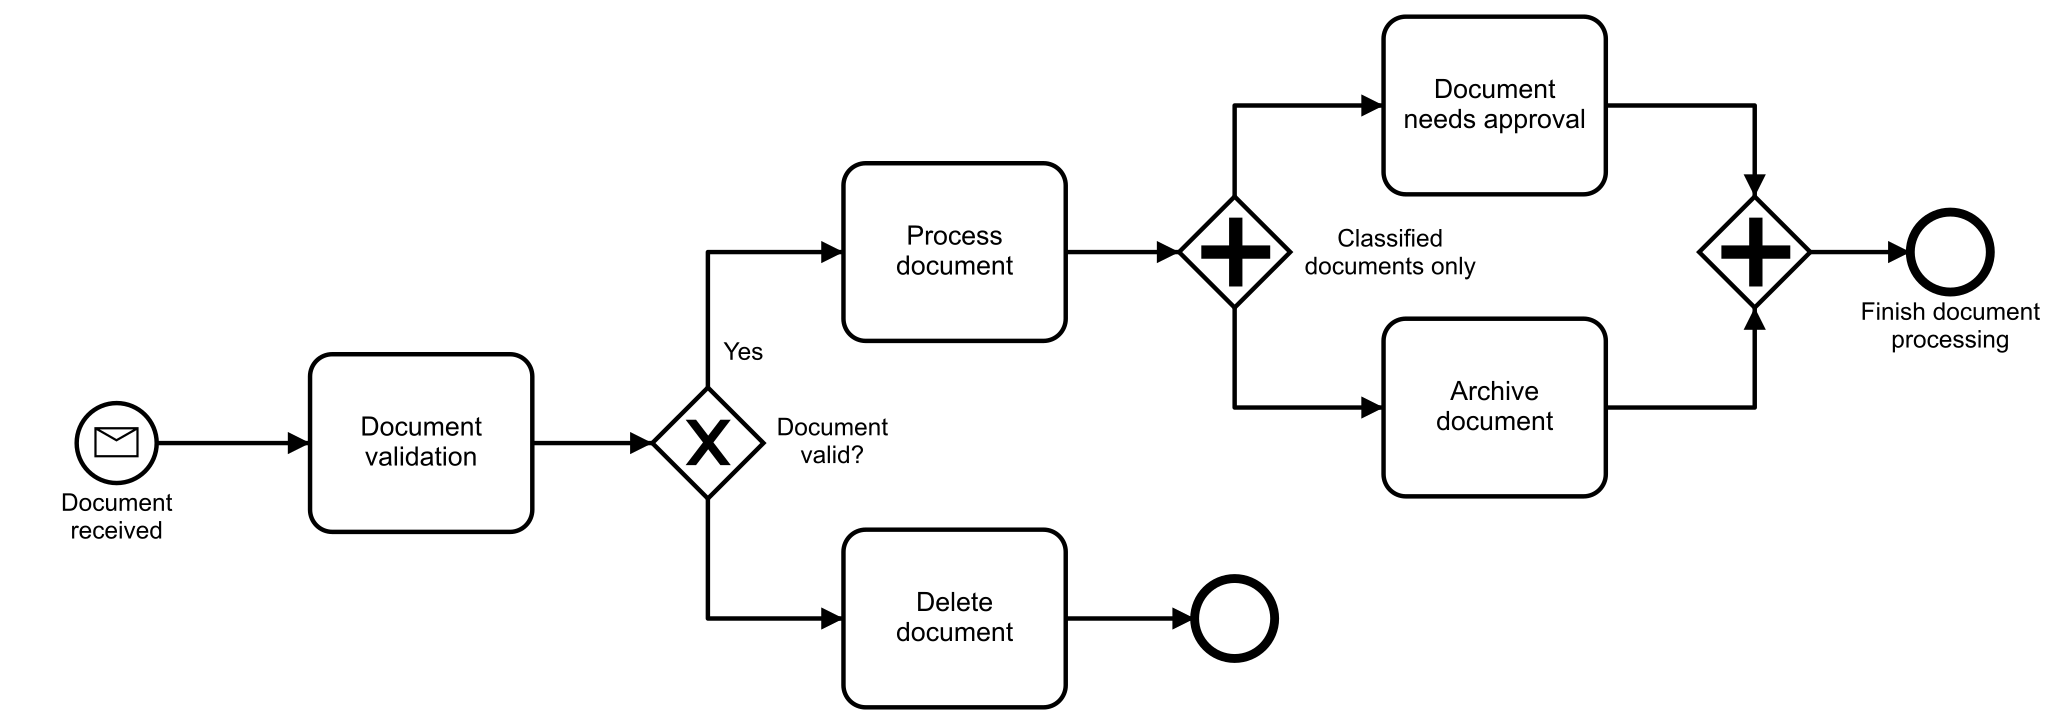 Document
received
Document
validation
Document
valid?
Yes
Process
document
Delete
document
Classified
documents only
Document
needs approval
Archive
document
Finish document
processing